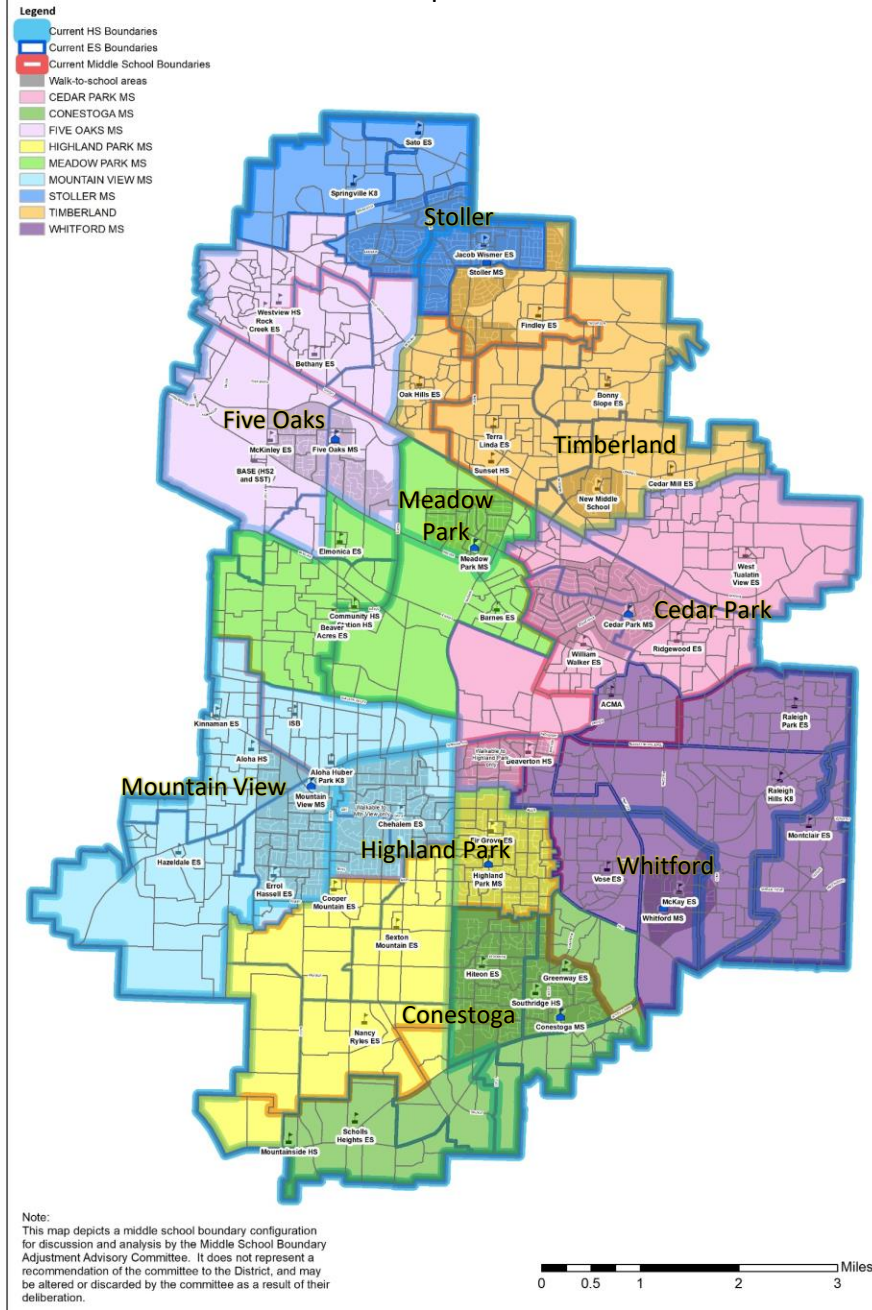 Legend
Current HS Boundaries
Current ES Boundaries
Current Middle School Boundaries
Walk-to-school areas
CEDAR PARK MS
CONESTOGA MS
FIVE OAKS MS
HIGHLAND PARK MS
MEADOW PARK MS
MOUNTAIN VIEW MS
STOLLER MS
TIMBERLAND
WHITFORD MS
Sato ES
Springville K8
Stoller
Jacob Wismer ES
Stoller MS
Westview HS
Rock
Creek ES
Findley ES
Bethany ES
Oak Hills ES
Bonny
Slope ES
Five Oaks
McKinley ES
Five Oaks MS
Terra
Linda ES
Timberland
BASE (HS2
and SST)
Sunset HS
Cedar Mill ES
New Middle
School
Meadow
Park
Elmonica ES
Meadow
Park MS
West
Tualatin
View ES
Community HS
Beaver
Acres ES
Barnes ES
Cedar Park
Cedar Park MS
William
Walker ES
Ridgewood ES
ACMA
Raleigh
Park ES
Kinnaman ES
ISB
Aloha HS
Walkable to
Highland Park
only
Beaverton HS
Mountain View
Aloha Huber
Park K8
Mountain
View MS
Walkable to
Mtn View only
Raleigh
Hills K8
Chehalem ES
Montclair ES
Highland Park
Fir Grove ES
Highland
Park MS
Whitford
Hazeldale ES
Errol
Hassell ES
Cooper
Mountain ES
Vose ES
McKay ES
Whitford MS
Sexton
Mountain ES
Hiteon ES
Greenway ES
Southridge HS
Conestoga
Conestoga MS
Nancy
Ryles ES
Scholls
Heights ES
Mountainside HS
Note:
This map depicts a middle school boundary configuration
for discussion and analysis by the Middle School Boundary
Adjustment Advisory Committee. It does not represent a
recommendation of the committee to the District, and may
be altered or discarded by the committee as a result of their
deliberation.
Miles
0 0.5 1 2 3